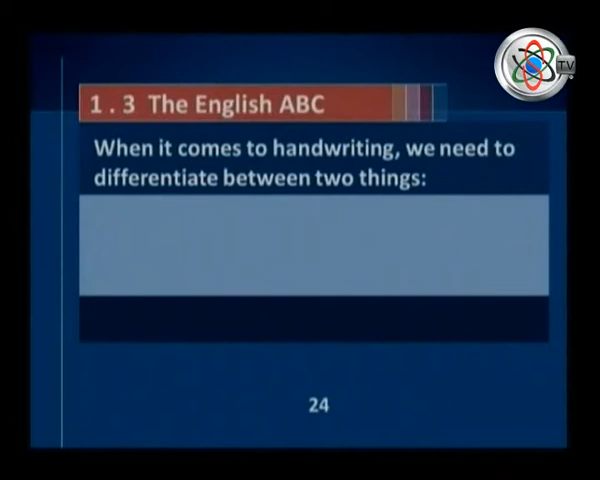 TV
1 . 3 The English ABC
When it comes to handwriting, we need to
differentiate between two things:
24